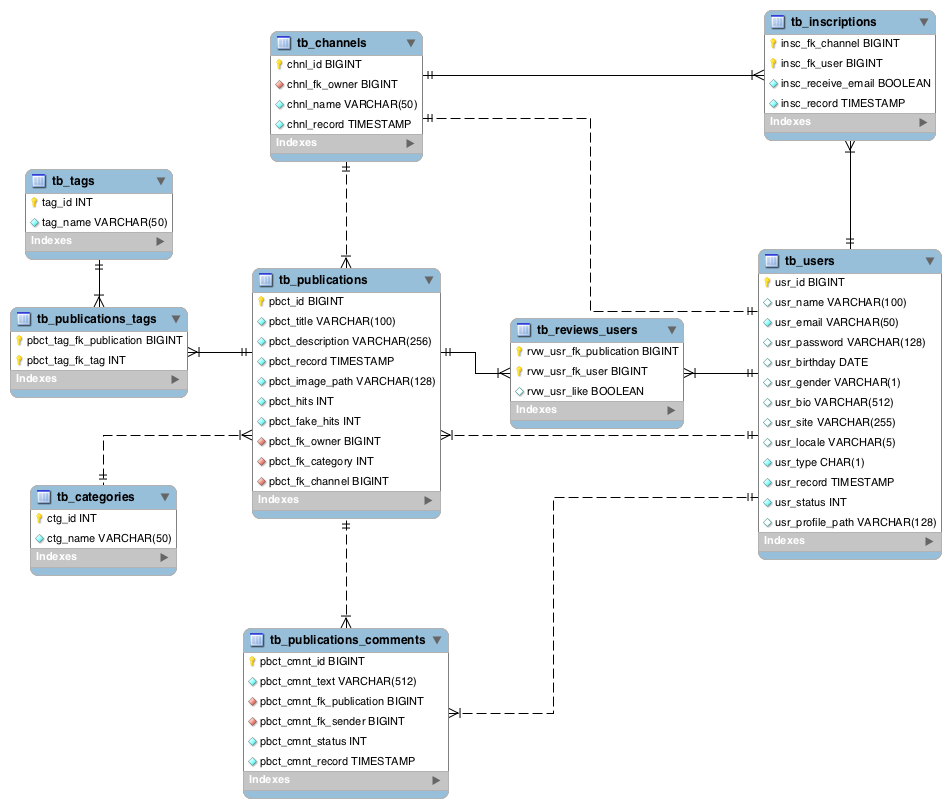 tb_channels
chnl_id BIGINT
chnl_fk_owner BIGINT
chnl_name VARCHAR(50)
chnl_record TIMESTAMP
Indexes
tb_inscriptions
insc_fk_channel BIGINT
insc_fk_user BIGINT
insc_receive_email BOOLEAN
insc_record TIMESTAMP
Indexes
tb_tags
tag_id INT
tag_name VARCHAR(50)
Indexes
tb_publications_tags
pbct_tag_fk_publication BIGINT
pbct_tag_fk_tag INT
Indexes
tb_publications
pbct_id BIGINT
pbct_title VARCHAR(100)
pbct_description VARCHAR(256)
pbct_record TIMESTAMP
pbct_image_path VARCHAR(128)
pbct_hits INT
pbct_fake_hits INT
pbct_fk_owner BIGINT
pbct_fk_category INT
pbct_fk_channel BIGINT
Indexes
tb_reviews_users
rvw_usr_fk_publication BIGINT
rvw_usr_fk_user BIGINT
rvw_usr_like BOOLEAN
Indexes
tb_users
usr_id BIGINT
usr_name VARCHAR(100)
usr_email VARCHAR(50)
usr_password VARCHAR(128)
usr_birthday DATE
usr_gender VARCHAR(1)
usr_bio VARCHAR(512)
usr_site VARCHAR(255)
usr_locale VARCHAR(5)
usr_type CHAR(1)
usr_record TIMESTAMP
usr_status INT
usr_profile_path VARCHAR(128)
Indexes
tb_categories
ctg_id INT
ctg_name VARCHAR(50)
Indexes
tb_publications_comments
pbct_cmnt_id BIGINT
pbct_cmnt_text VARCHAR(512)
pbct_cmnt_fk_publication BIGINT
pbct_cmnt_fk_sender BIGINT
pbct_cmnt_status INT
pbct_cmnt_record TIMESTAMP
Indexes